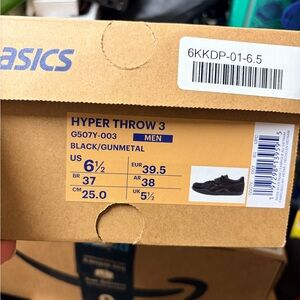 asics
6KKDP-01-6.5
HYPER THROW 3
G507Y-003 MEN
BLACK/GUNMETAL
US 6½ EUR 39.5
BR 37 AR 38
CM 25.0 UK 5½